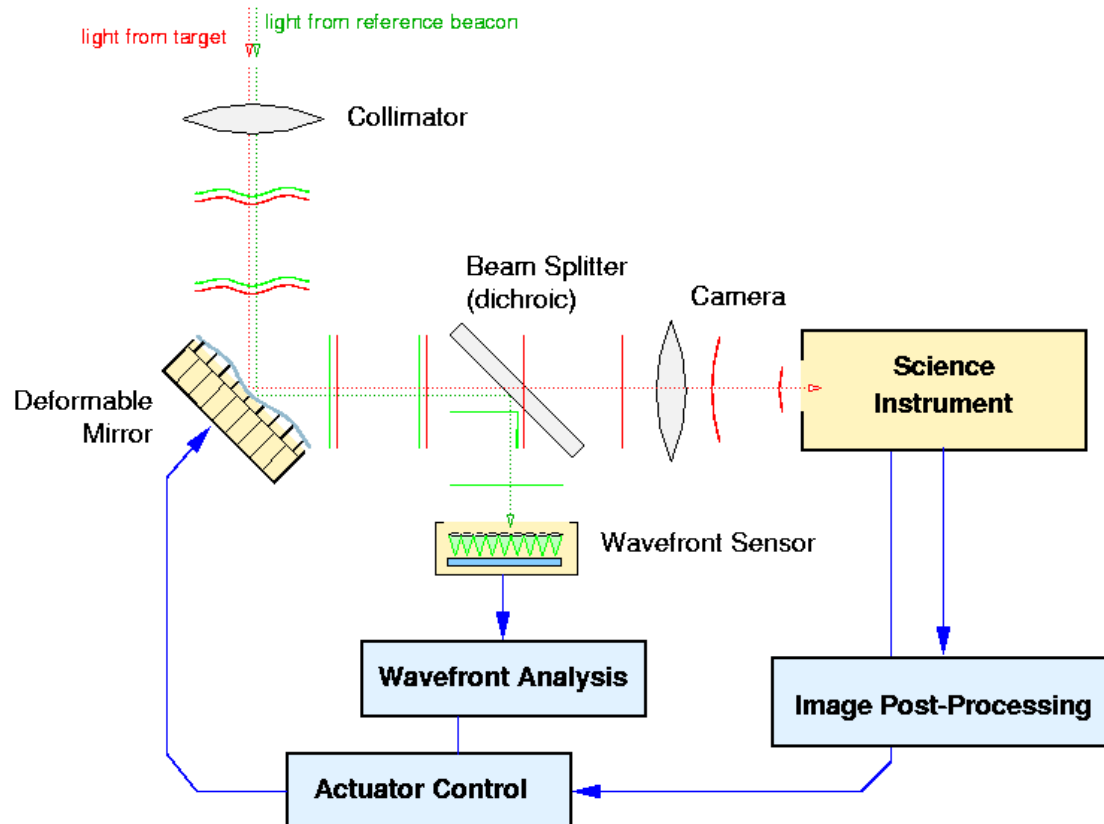 light from target
light from reference beacon
Collimator
Beam Splitter
(dichroic)
Camera
Science
Instrument
Deformable
Mirror
Wavefront Sensor
Wavefront Analysis
Image Post-Processing
Actuator Control